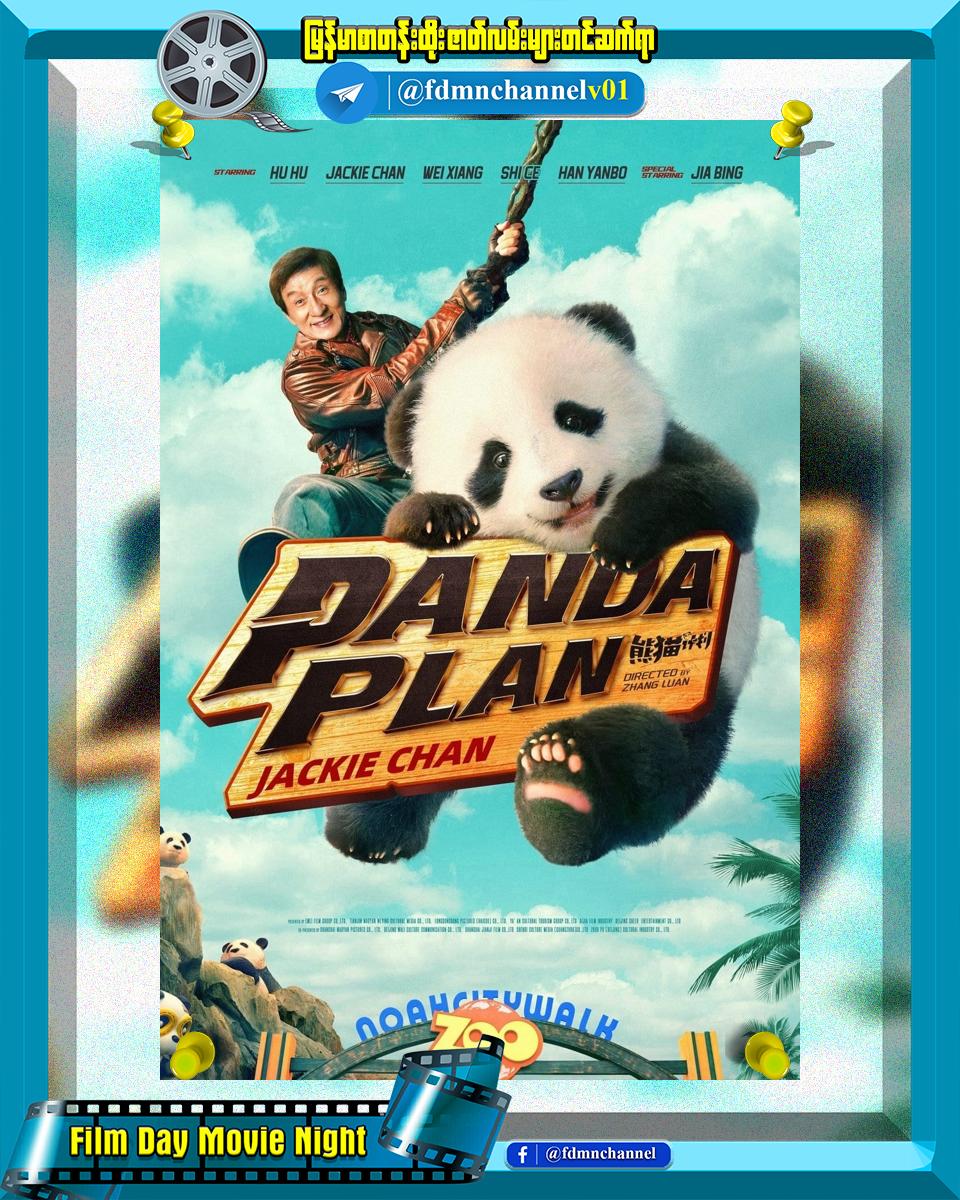 မြန်မာစာတန်းထိုးဇာတ်လမ်းများတင်ဆက်ရာ
@fdmnchannelv01
STARRING HU HU JACKIE CHAN WEI XIANG SHI CE HAN YANBO SPECIAL STARRING JIA BING
PANDA
PLAN 熊猫计划
DIRECTED BY
ZHANG LUAN
JACKIE CHAN
NOAHCITYWALK
ZOO
Film Day Movie Night
@fdmnchannel